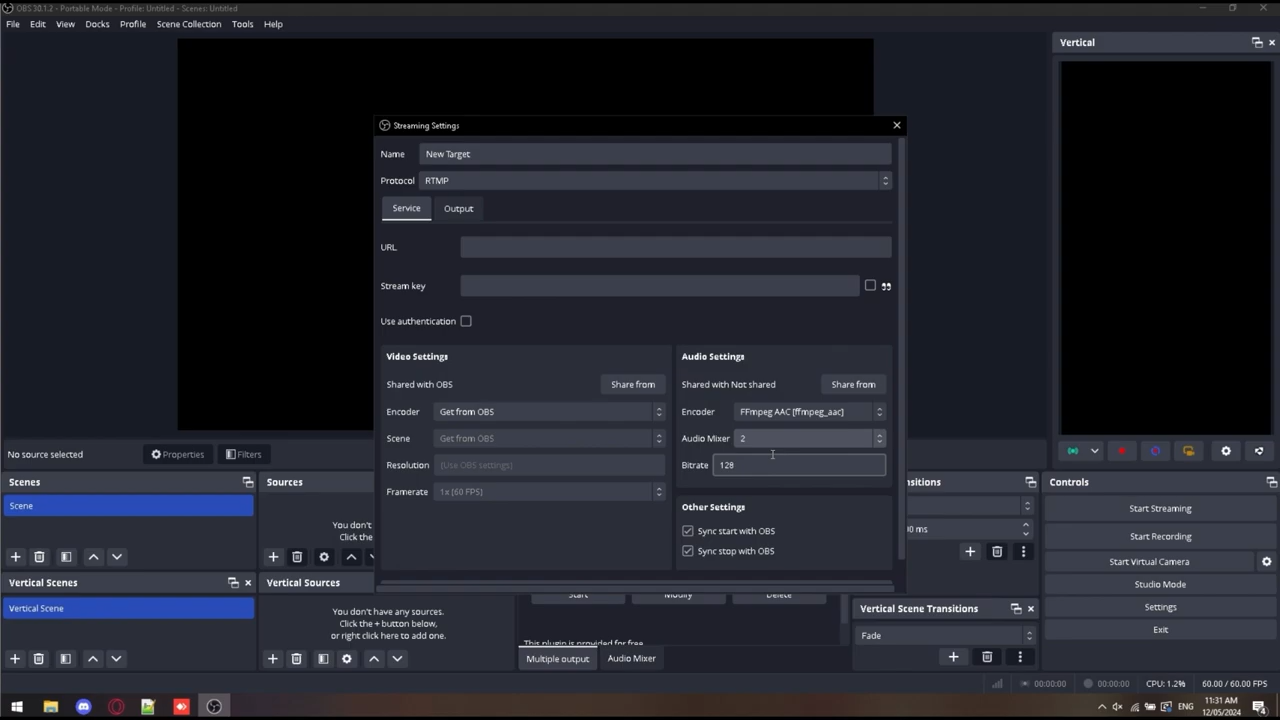 OBS 30.1.2 - Portable Mode - Profile: Untitled - Scenes: Untitled
File Edit View Docks Profile Scene Collection Tools Help
Vertical
Streaming Settings
Name New Target
Protocol RTMP
Service Output
URL
Stream key
Use authentication
Video Settings
Shared with OBS Share from
Encoder Get from OBS
Scene Get from OBS
Resolution (Use OBS settings)
Framerate 1x [60 FPS]
Audio Settings
Shared with Not shared Share from
Encoder FFmpeg AAC [ffmpeg_aac]
Audio Mixer 2
Bitrate 128
Other Settings
Sync start with OBS
Sync stop with OBS
No source selected Properties Filters
Scenes
Scene
Sources
You don't
Click the
nsitions
ms
Controls
Start Streaming
Start Recording
Start Virtual Camera
Studio Mode
Settings
Exit
Vertical Scenes
Vertical Scene
Vertical Sources
You don't have any sources.
Click the + button below,
or right click here to add one.
Start Modify Delete
This plugin is provided for free.
Multiple output Audio Mixer
Vertical Scene Transitions
Fade
00:00:00 00:00:00 CPU: 1.2% 60.00 / 60.00 FPS
ENG
11:31 AM
12/05/2024
4